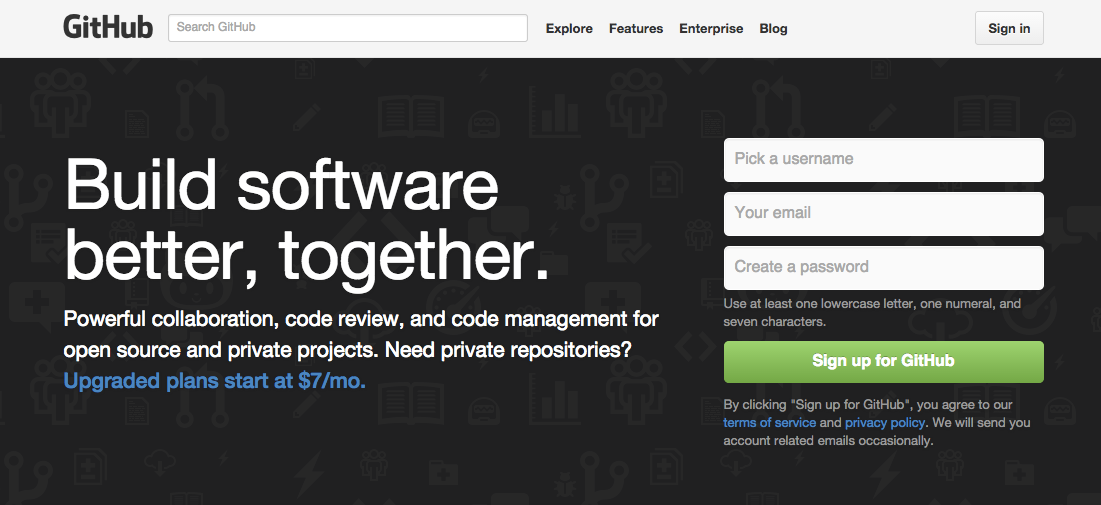 GitHub
Search GitHub
Explore
Features
Enterprise
Blog
Sign in
Build software
better, together.
Powerful collaboration, code review, and code management for
open source and private projects. Need private repositories?
Upgraded plans start at $7/mo.
Pick a username
Your email
Create a password
Use at least one lowercase letter, one numeral, and
seven characters.
Sign up for GitHub
By clicking "Sign up for GitHub", you agree to our
terms of service and privacy policy. We will send you
account related emails occasionally.